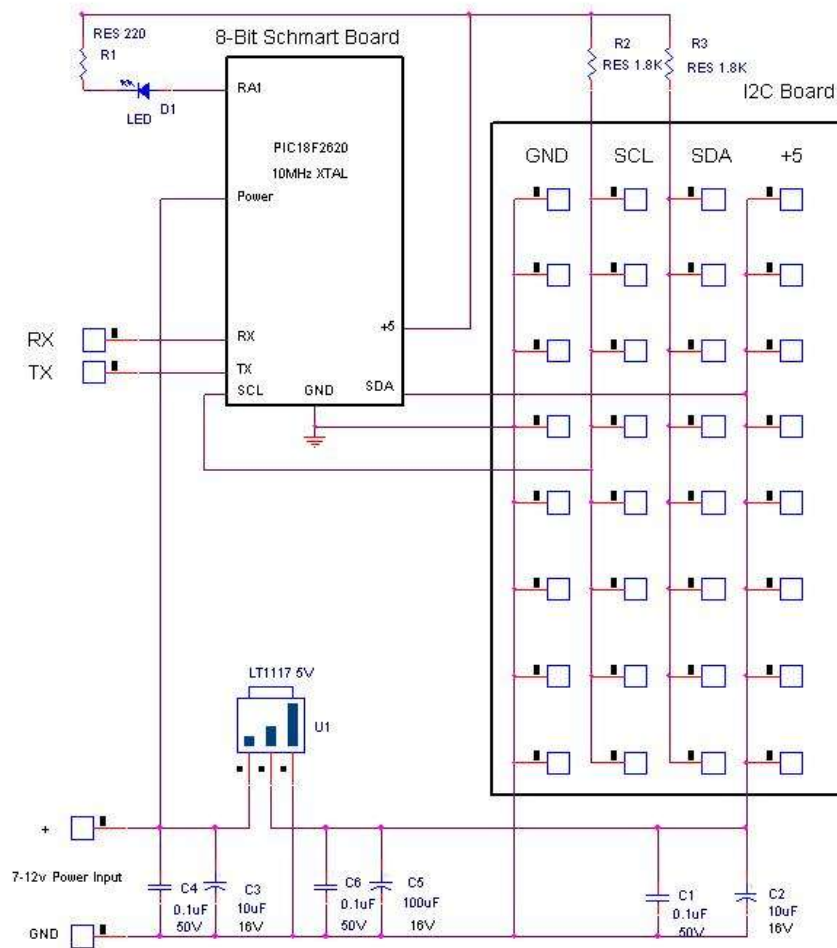 RES 220
R1
LED
D1
8-Bit Schmart Board
RA1
PIC18F2620
10MHz XTAL
Power
+5
RX
TX
SCL
GND
SDA
RX
TX
R2
RES 1.8K
R3
RES 1.8K
I2C Board
GND
SCL
SDA
+5
LT1117 5V
U1
+
7-12v Power Input
GND
C4
0.1uF
50V
C3
10uF
16V
C6
0.1uF
50V
C5
100uF
16V
C1
0.1uF
50V
C2
10uF
16V